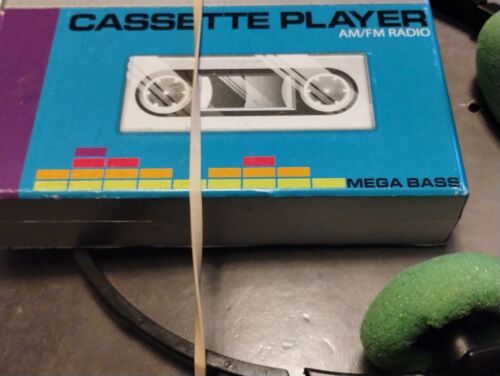 CASSETTE PLAYER
AM/FM RADIO
MEGA BASS